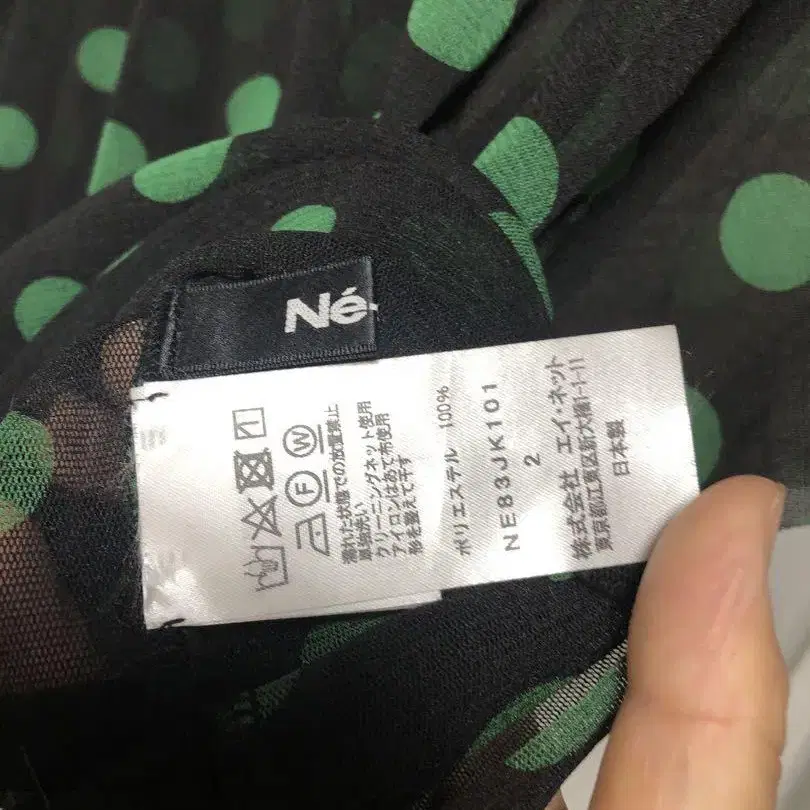 Né-
F W
濡れた状態での放置禁止
単独洗い
クリーニングネット使用
アイロンはあて布使用
形を整えて干す
ポリエステル 100%
NE83JK101
2
株式会社 エイ・ネット
東京都江東区新大橋1-1-11
日本製